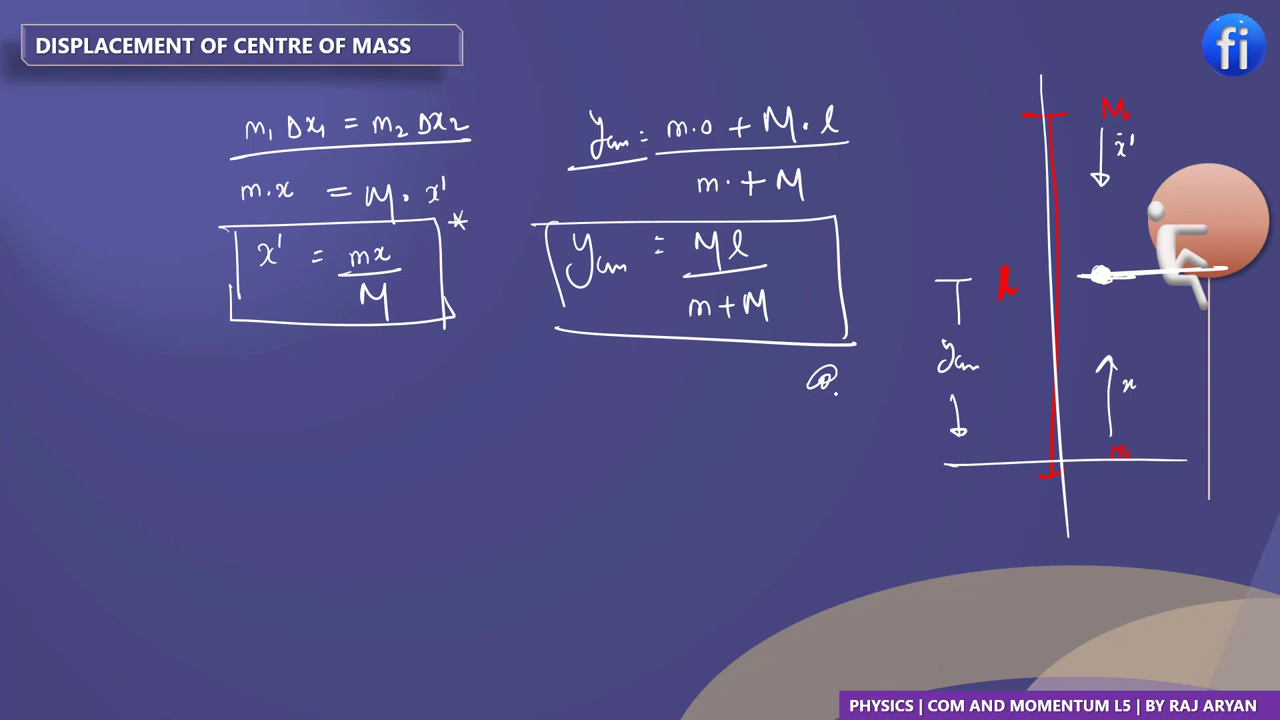 DISPLACEMENT OF CENTRE OF MASS
fi
m₁ Δx₁ = m₂ Δx₂
m.x = M. x'
x' = mx / M
*
y_cm = m.0 + M.l / m. + M
y_cm = Ml / m+M
M
x'
l
y_cm
x
m
PHYSICS | COM AND MOMENTUM L5 | BY RAJ ARYAN